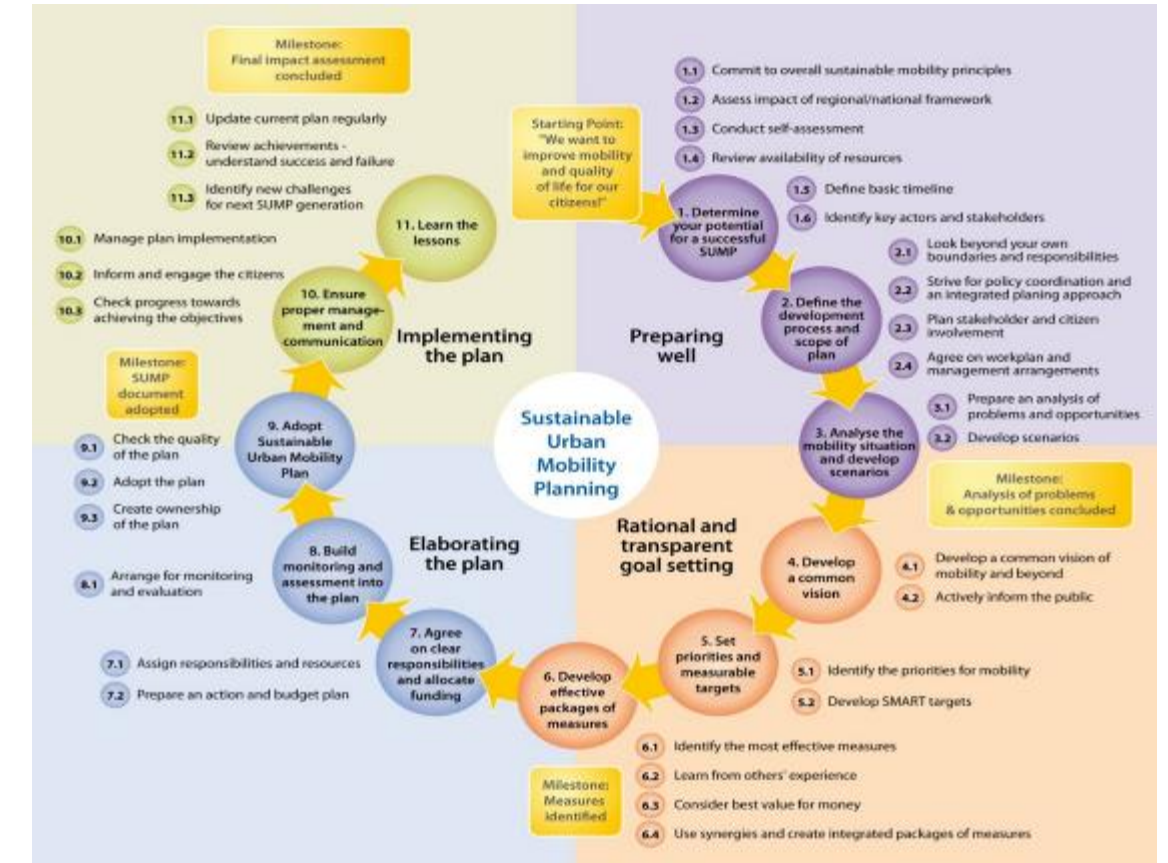 Starting Point:
"We want to
improve mobility
and quality
of life for our
citizens!"
1. Determine
your potential
for a successful
SUMP
1.1 Commit to overall sustainable mobility principles
1.2 Assess impact of regional/national framework
1.3 Conduct self-assessment
1.4 Review availability of resources
1.5 Define basic timeline
1.6 Identify key actors and stakeholders
2. Define the
development
process and
scope of
plan
2.1 Look beyond your own
boundaries and responsibilities
2.2 Strive for policy coordination and
an integrated planing approach
2.3 Plan stakeholder and citizen
involvement
2.4 Agree on workplan and
management arrangements
3. Analyse the
mobility situation
and develop
scenarios
3.1 Prepare an analysis of
problems and opportunities
3.2 Develop scenarios
Preparing
well
Milestone:
Analysis of problems
& opportunities concluded
4. Develop
a common
vision
4.1 Develop a common vision of
mobility and beyond
4.2 Actively inform the public
5. Set
priorities and
measurable
targets
5.1 Identify the priorities for mobility
5.2 Develop SMART targets
6. Develop
effective
packages of
measures
6.1 Identify the most effective measures
6.2 Learn from others' experience
6.3 Consider best value for money
6.4 Use synergies and create integrated packages of measures
Rational and
transparent
goal setting
Milestone:
Measures
identified
7. Agree
on clear
responsibilities
and allocate
funding
7.1 Assign responsibilities and resources
7.2 Prepare an action and budget plan
8. Build
monitoring and
assessment into
the plan
8.1 Arrange for monitoring
and evaluation
9. Adopt
Sustainable
Urban Mobility
Plan
9.1 Check the quality
of the plan
9.2 Adopt the plan
9.3 Create ownership
of the plan
Elaborating
the plan
Milestone:
SUMP
document
adopted
10. Ensure
proper manage-
ment and
communication
10.1 Manage plan implementation
10.2 Inform and engage the citizens
10.3 Check progress towards
achieving the objectives
11. Learn the
lessons
11.1 Update current plan regularly
11.2 Review achievements -
understand success and failure
11.3 Identify new challenges
for next SUMP generation
Implementing
the plan
Milestone:
Final impact assessment
concluded
Sustainable
Urban
Mobility
Planning